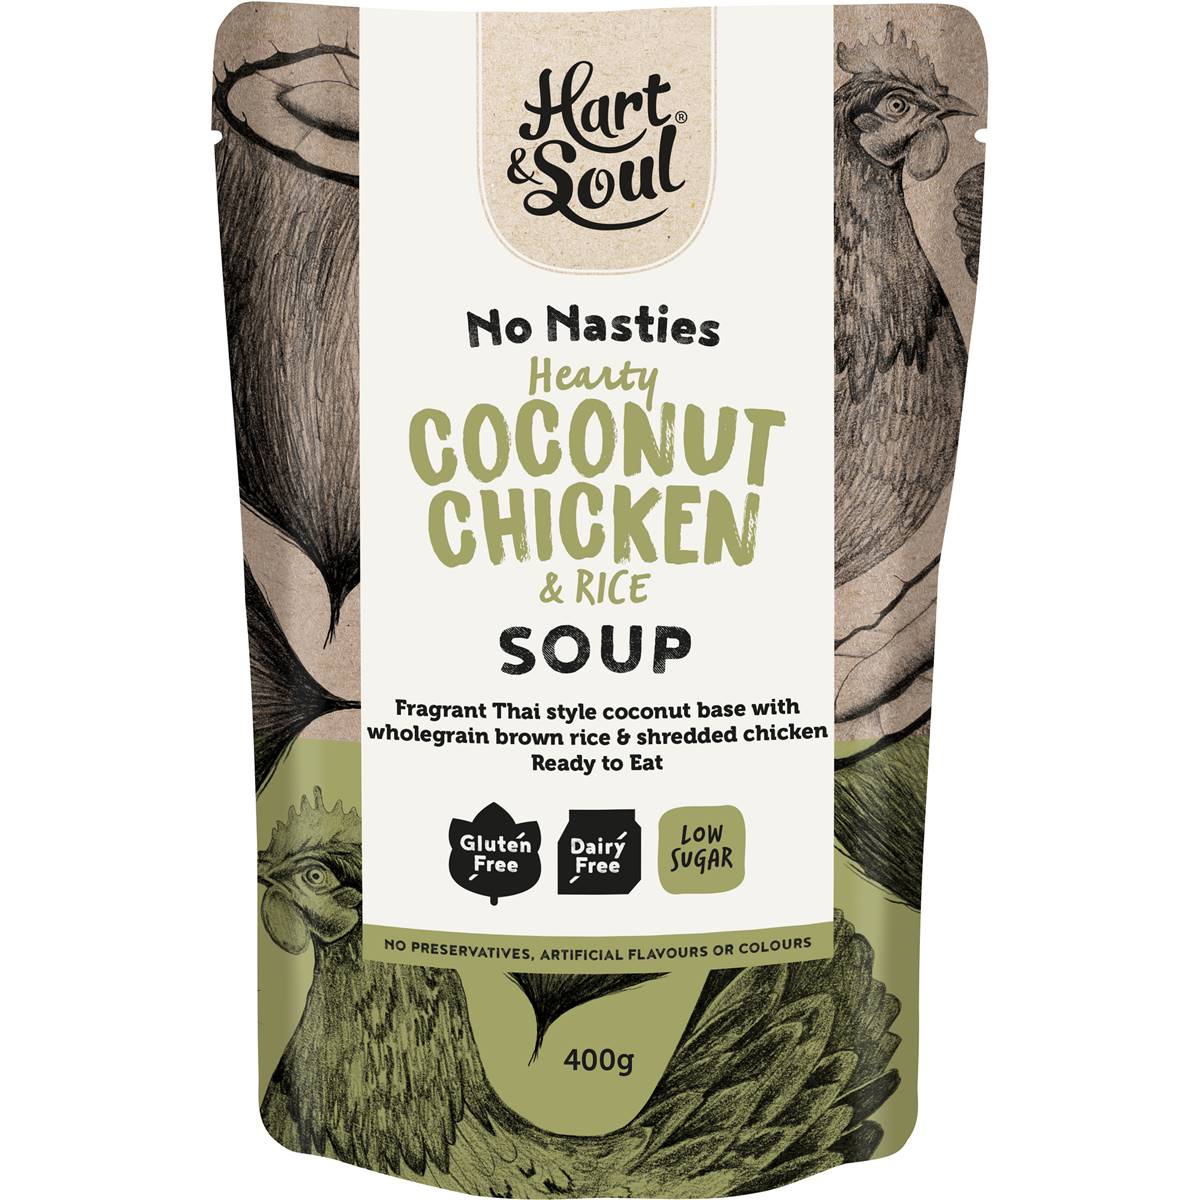 Hart®
&Soul
No Nasties
Hearty
COCONUT
CHICKEN
& RICE
SOUP
Fragrant Thai style coconut base with
wholegrain brown rice & shredded chicken
Ready to Eat
Gluten
Free
Dairy
Free
LOW
SUGAR
NO PRESERVATIVES, ARTIFICIAL FLAVOURS OR COLOURS
400g